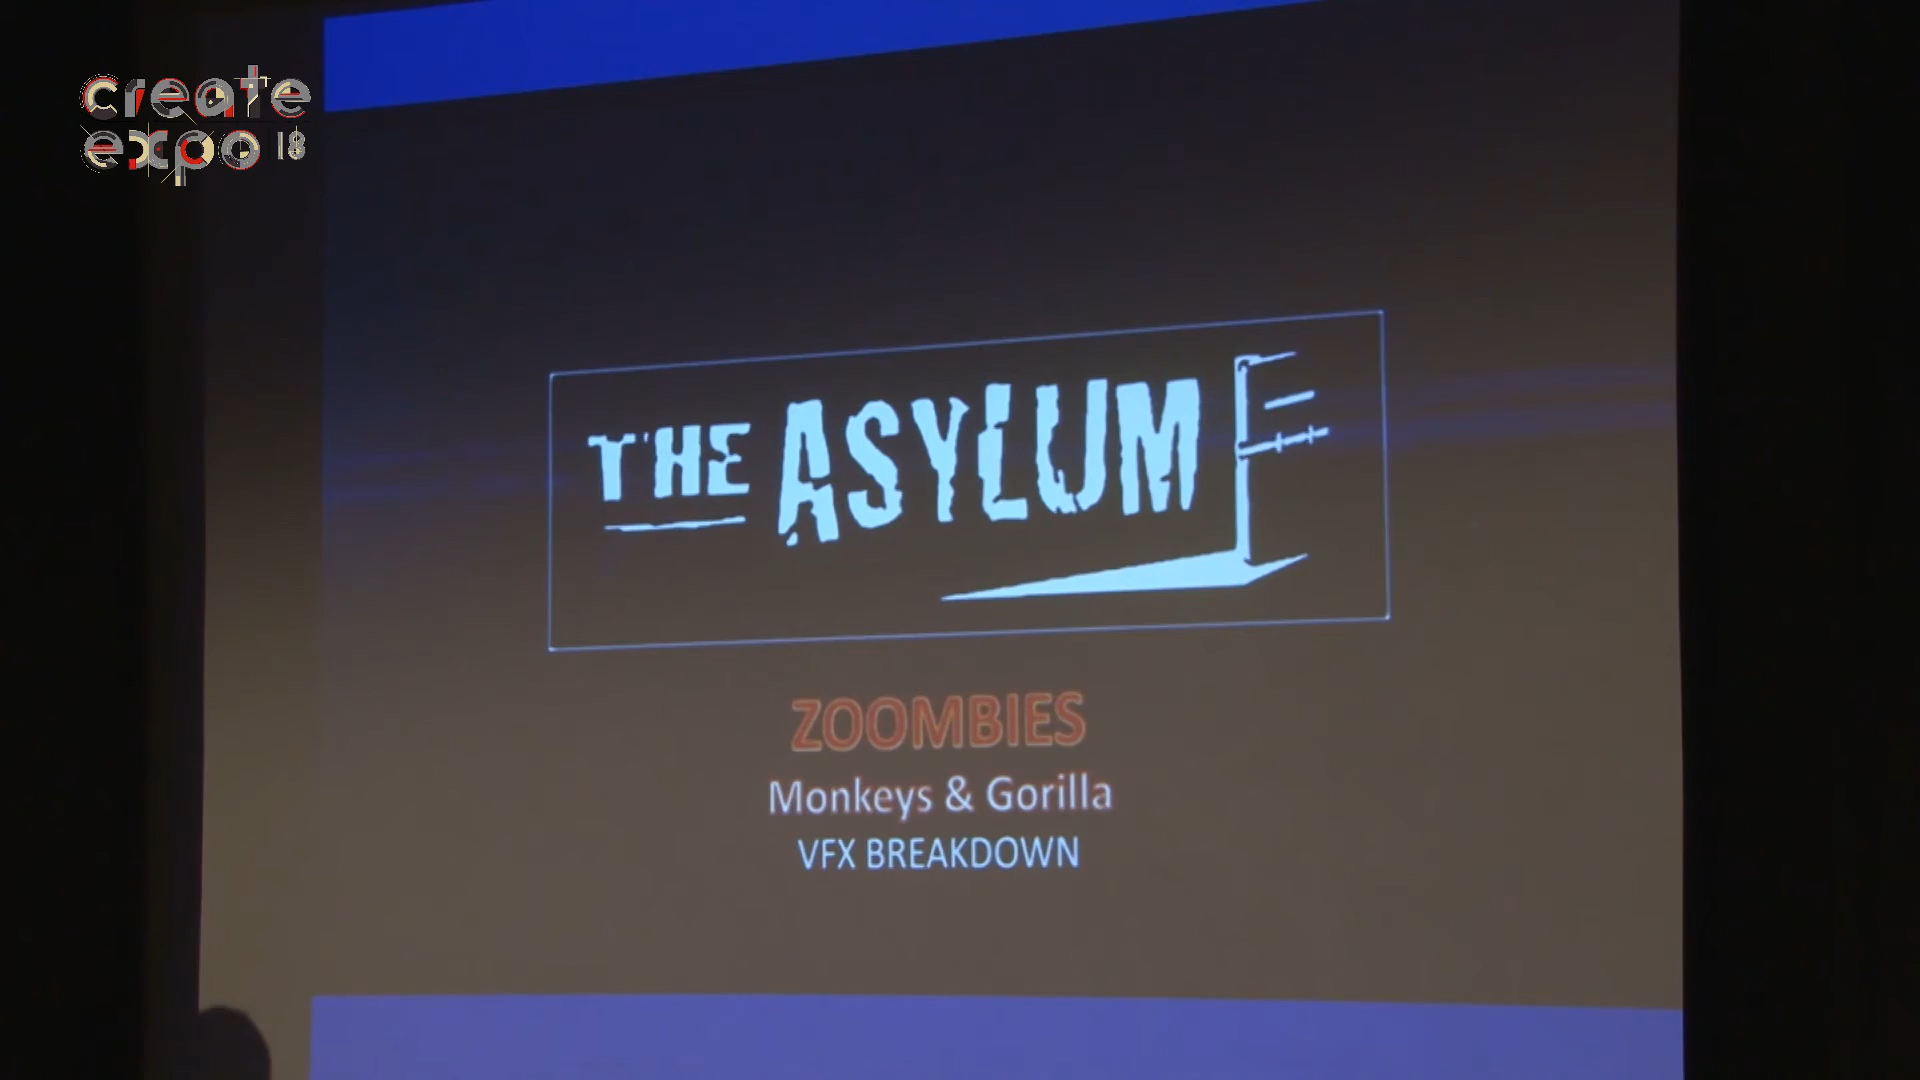 create
expo 18
THE ASYLUM
ZOOMBIES
Monkeys & Gorilla
VFX BREAKDOWN